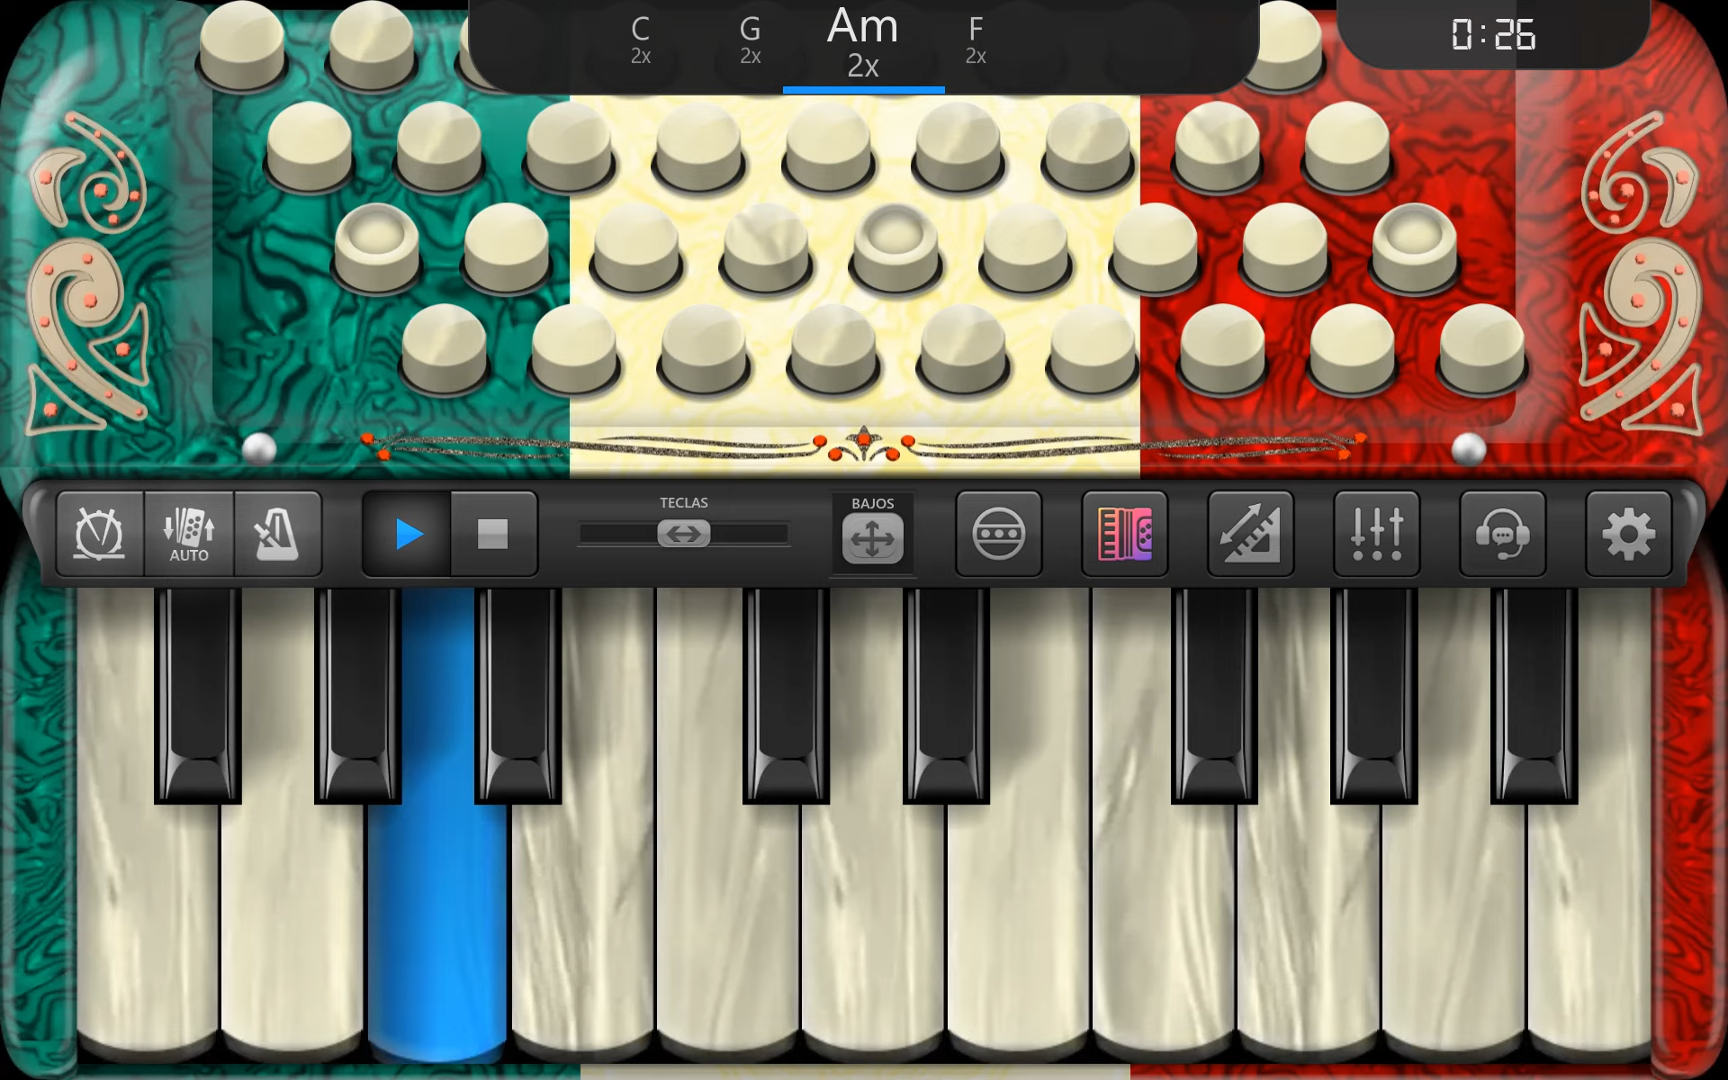 C G Am F
2x 2x 2x 2x
0:26
AUTO
TECLAS
BAJOS